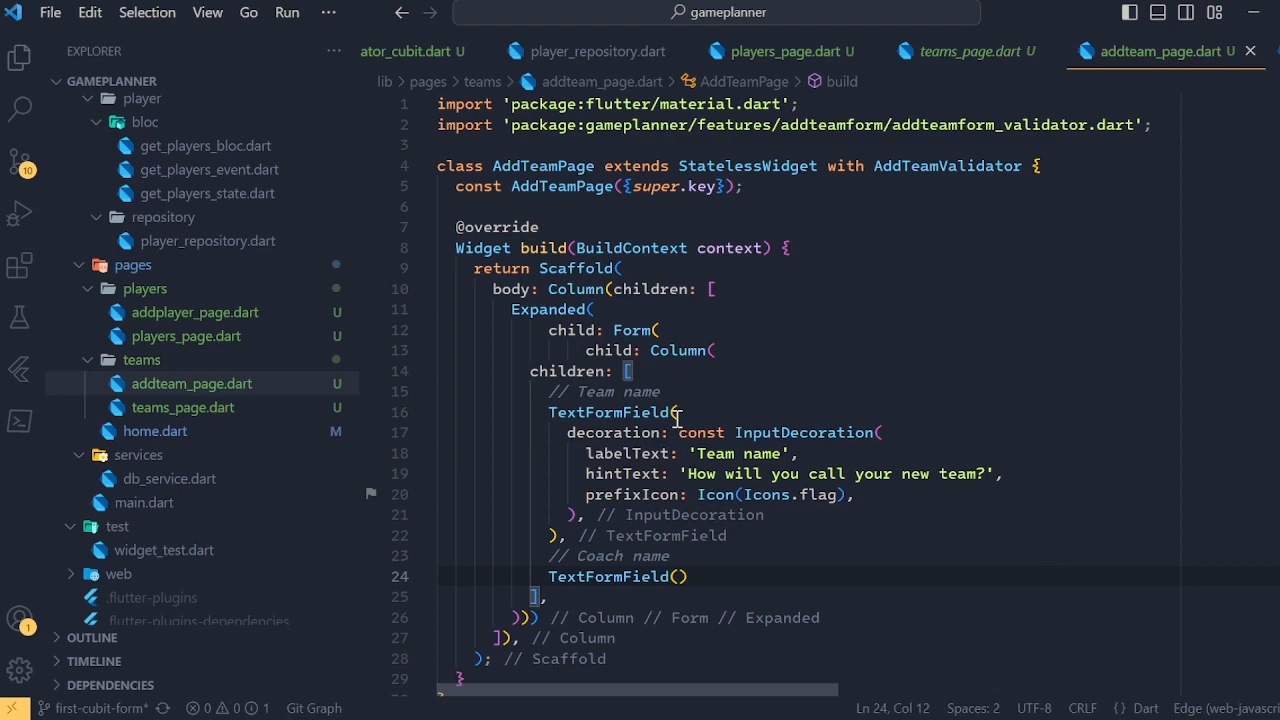 File Edit Selection View Go Run ··· gameplanner
EXPLORER ···
GAMEPLANNER
player
bloc
get_players_bloc.dart
get_players_event.dart
get_players_state.dart
repository
player_repository.dart
pages
players
addplayer_page.dart U
players_page.dart U
teams
addteam_page.dart U
teams_page.dart U
home.dart M
services
db_service.dart
main.dart
test
widget_test.dart
web
.flutter-plugins
.flutter-plugins-dependencies
OUTLINE
TIMELINE
DEPENDENCIES
10
1
ator_cubit.dart U player_repository.dart players_page.dart U teams_page.dart U addteam_page.dart U
lib > pages > teams > addteam_page.dart > AddTeamPage > build
1 import 'package:flutter/material.dart';
2 import 'package:gameplanner/features/addteamform/addteamform_validator.dart';
3
4 class AddTeamPage extends StatelessWidget with AddTeamValidator {
5 const AddTeamPage({super.key});
6
7 @override
8 Widget build(BuildContext context) {
9 return Scaffold(
10 body: Column(children: [
11 Expanded(
12 child: Form(
13 child: Column(
14 children: [
15 // Team name
16 TextFormField(
17 decoration: const InputDecoration(
18 labelText: 'Team name',
19 hintText: 'How will you call your new team?',
20 prefixIcon: Icon(Icons.flag),
21 ), // InputDecoration
22 ), // TextFormField
23 // Coach name
24 TextFormField()
25 ],
26 ))) // Column // Form // Expanded
27 ]), // Column
28 ); // Scaffold
29 }
first-cubit-form* 0 0 1 Git Graph Ln 24, Col 12 Spaces: 2 UTF-8 CRLF {} Dart Edge (web-javascri